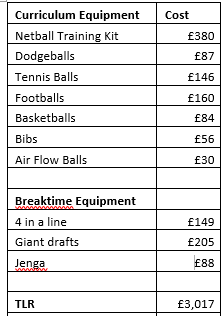 Curriculum Equipment Cost
Netball Training Kit £380
Dodgeballs £87
Tennis Balls £146
Footballs £160
Basketballs £84
Bibs £56
Air Flow Balls £30
Breaktime Equipment
4 in a line £149
Giant drafts £205
Jenga £88
TLR £3,017